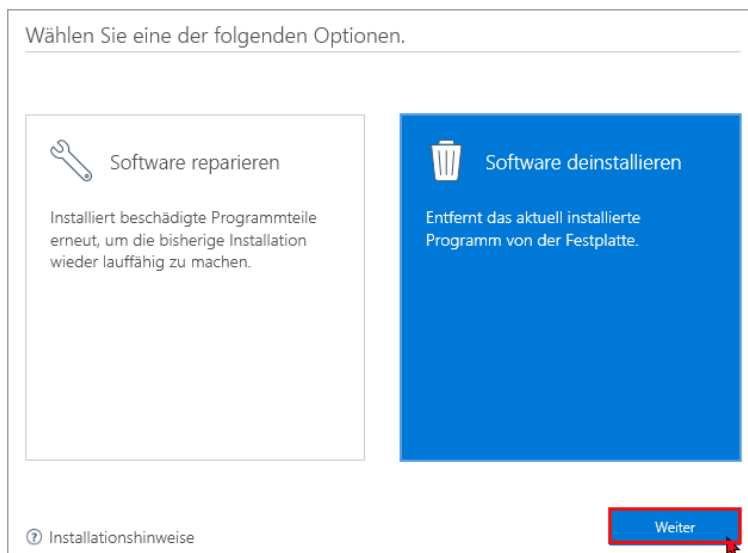 Wählen Sie eine der folgenden Optionen.
Software reparieren
Installiert beschädigte Programmteile
erneut, um die bisherige Installation
wieder lauffähig zu machen.
Software deinstallieren
Entfernt das aktuell installierte
Programm von der Festplatte.
? Installationshinweise
Weiter